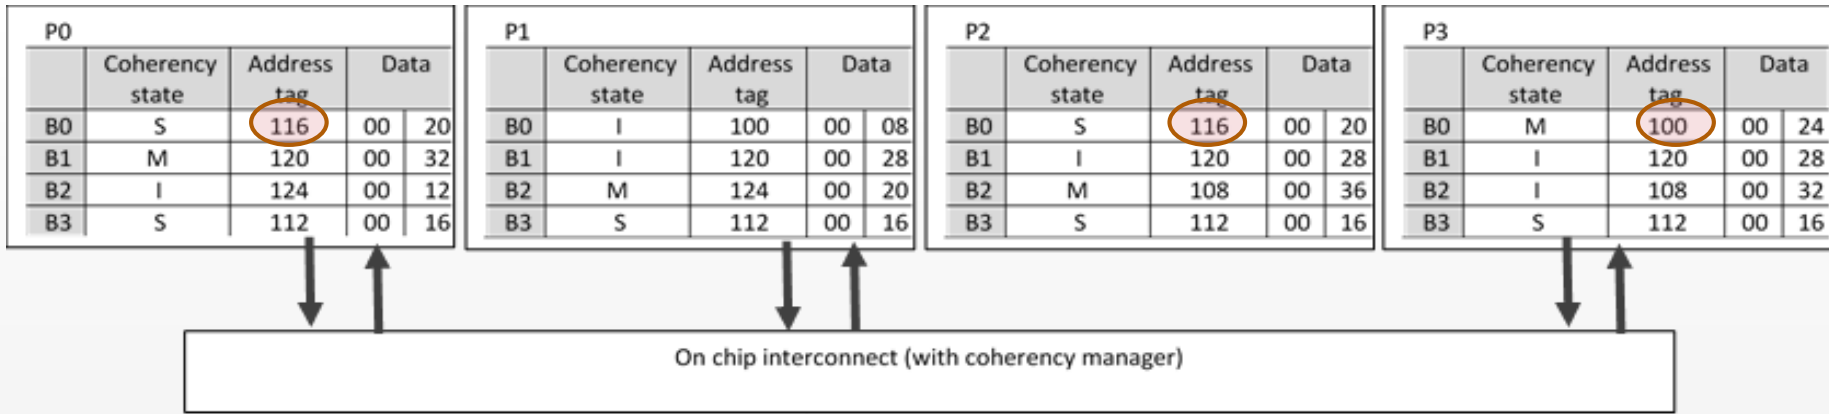 P0
Coherency state Address tag Data
B0 S 116 00 20
B1 M 120 00 32
B2 I 124 00 12
B3 S 112 00 16
P1
Coherency state Address tag Data
B0 I 100 00 08
B1 I 120 00 28
B2 M 124 00 20
B3 S 112 00 16
P2
Coherency state Address tag Data
B0 S 116 00 20
B1 I 120 00 28
B2 M 108 00 36
B3 S 112 00 16
P3
Coherency state Address tag Data
B0 M 100 00 24
B1 I 120 00 28
B2 I 108 00 32
B3 S 112 00 16
On chip interconnect (with coherency manager)